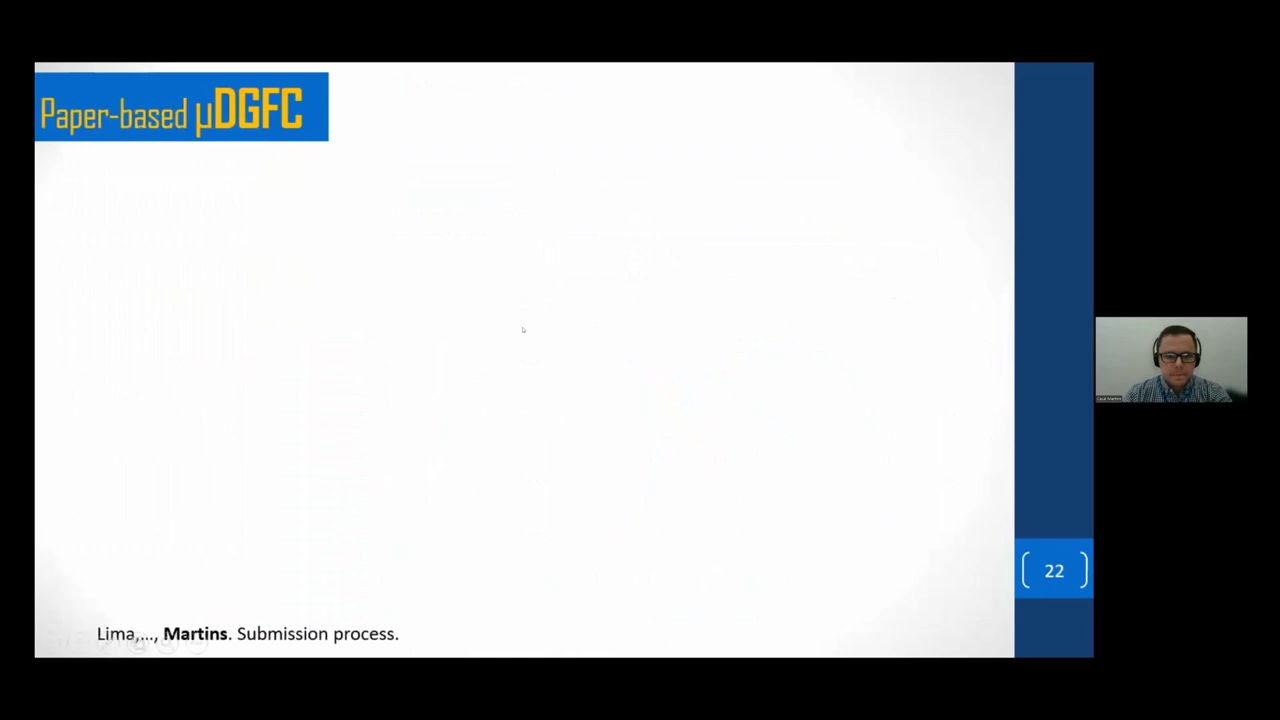 Paper-based µDGFC
22
Lima,..., Martins. Submission process.